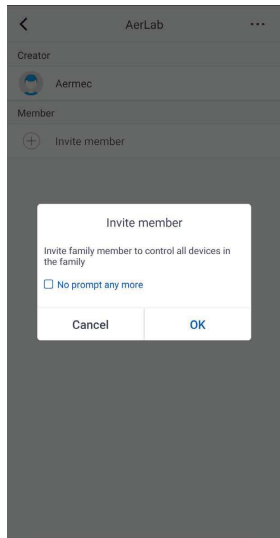 AerLab
Creator
Aermec
Member
Invite member
Invite member
Invite family member to control all devices in
the family
No prompt any more
Cancel OK